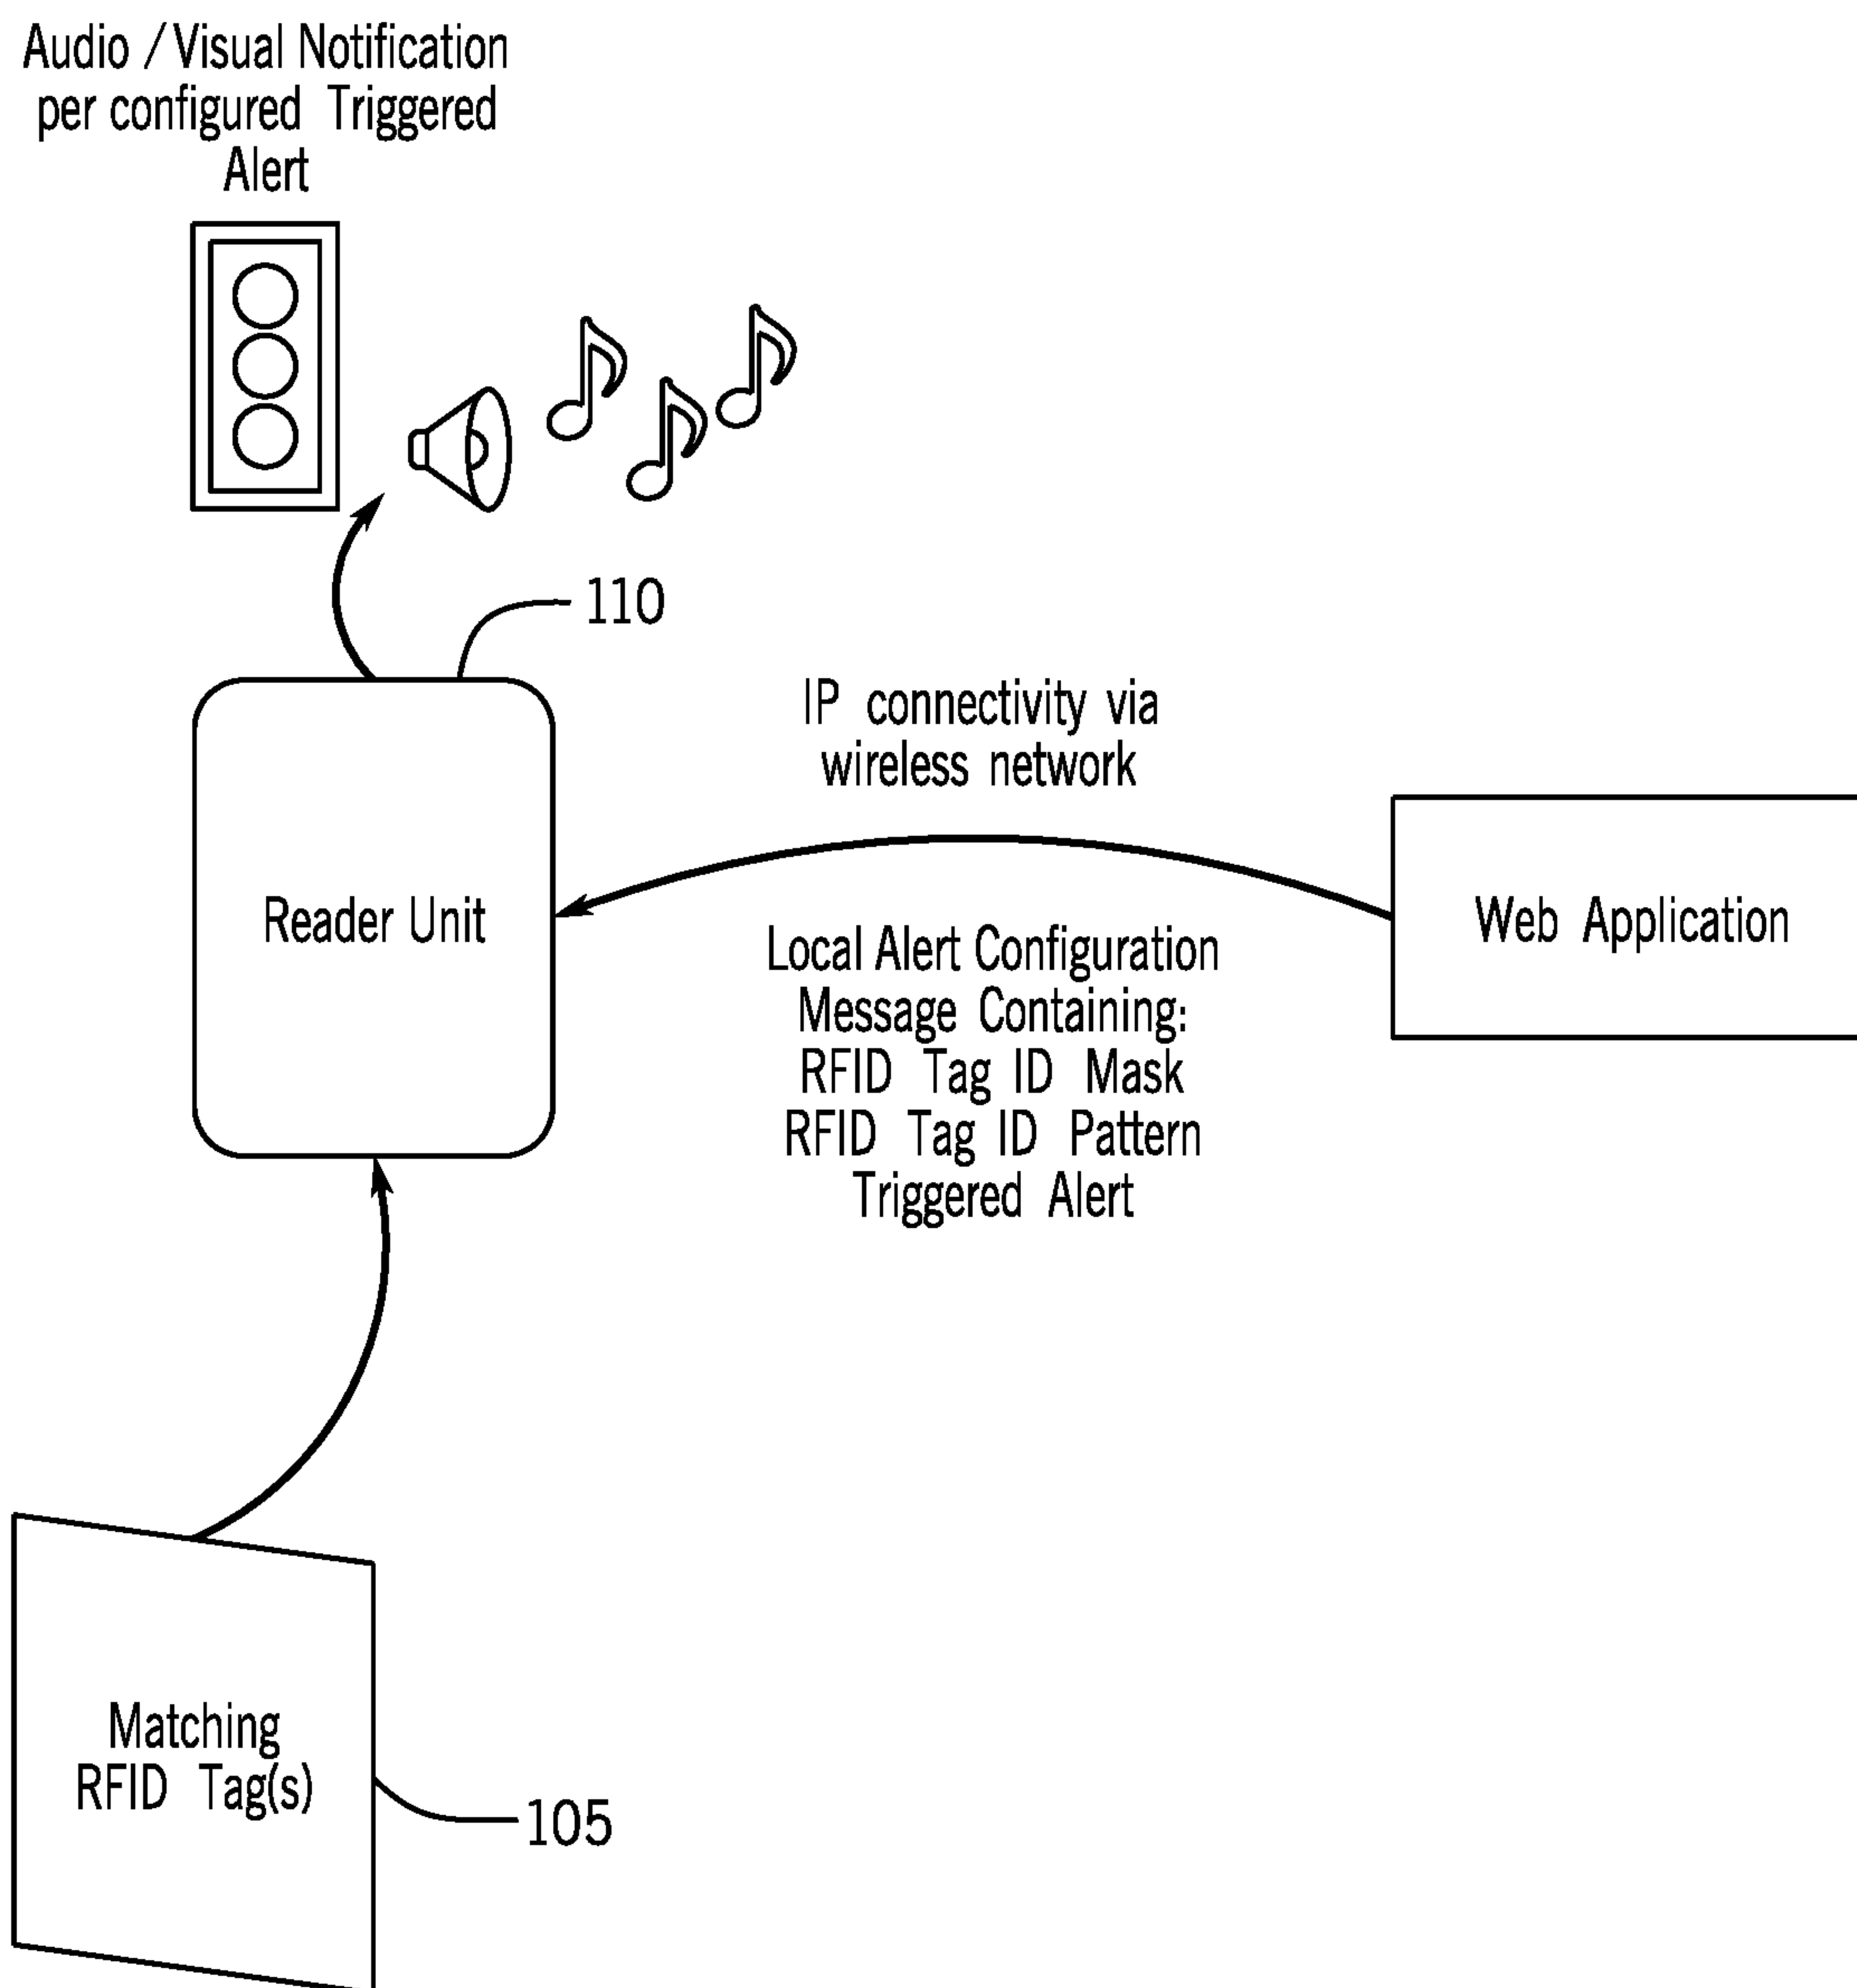 Audio / Visual Notification
per configured Triggered
Alert
110
IP connectivity via
wireless network
Reader Unit
Web Application
Local Alert Configuration
Message Containing:
RFID Tag ID Mask
RFID Tag ID Pattern
Triggered Alert
Matching
RFID Tag(s)
105